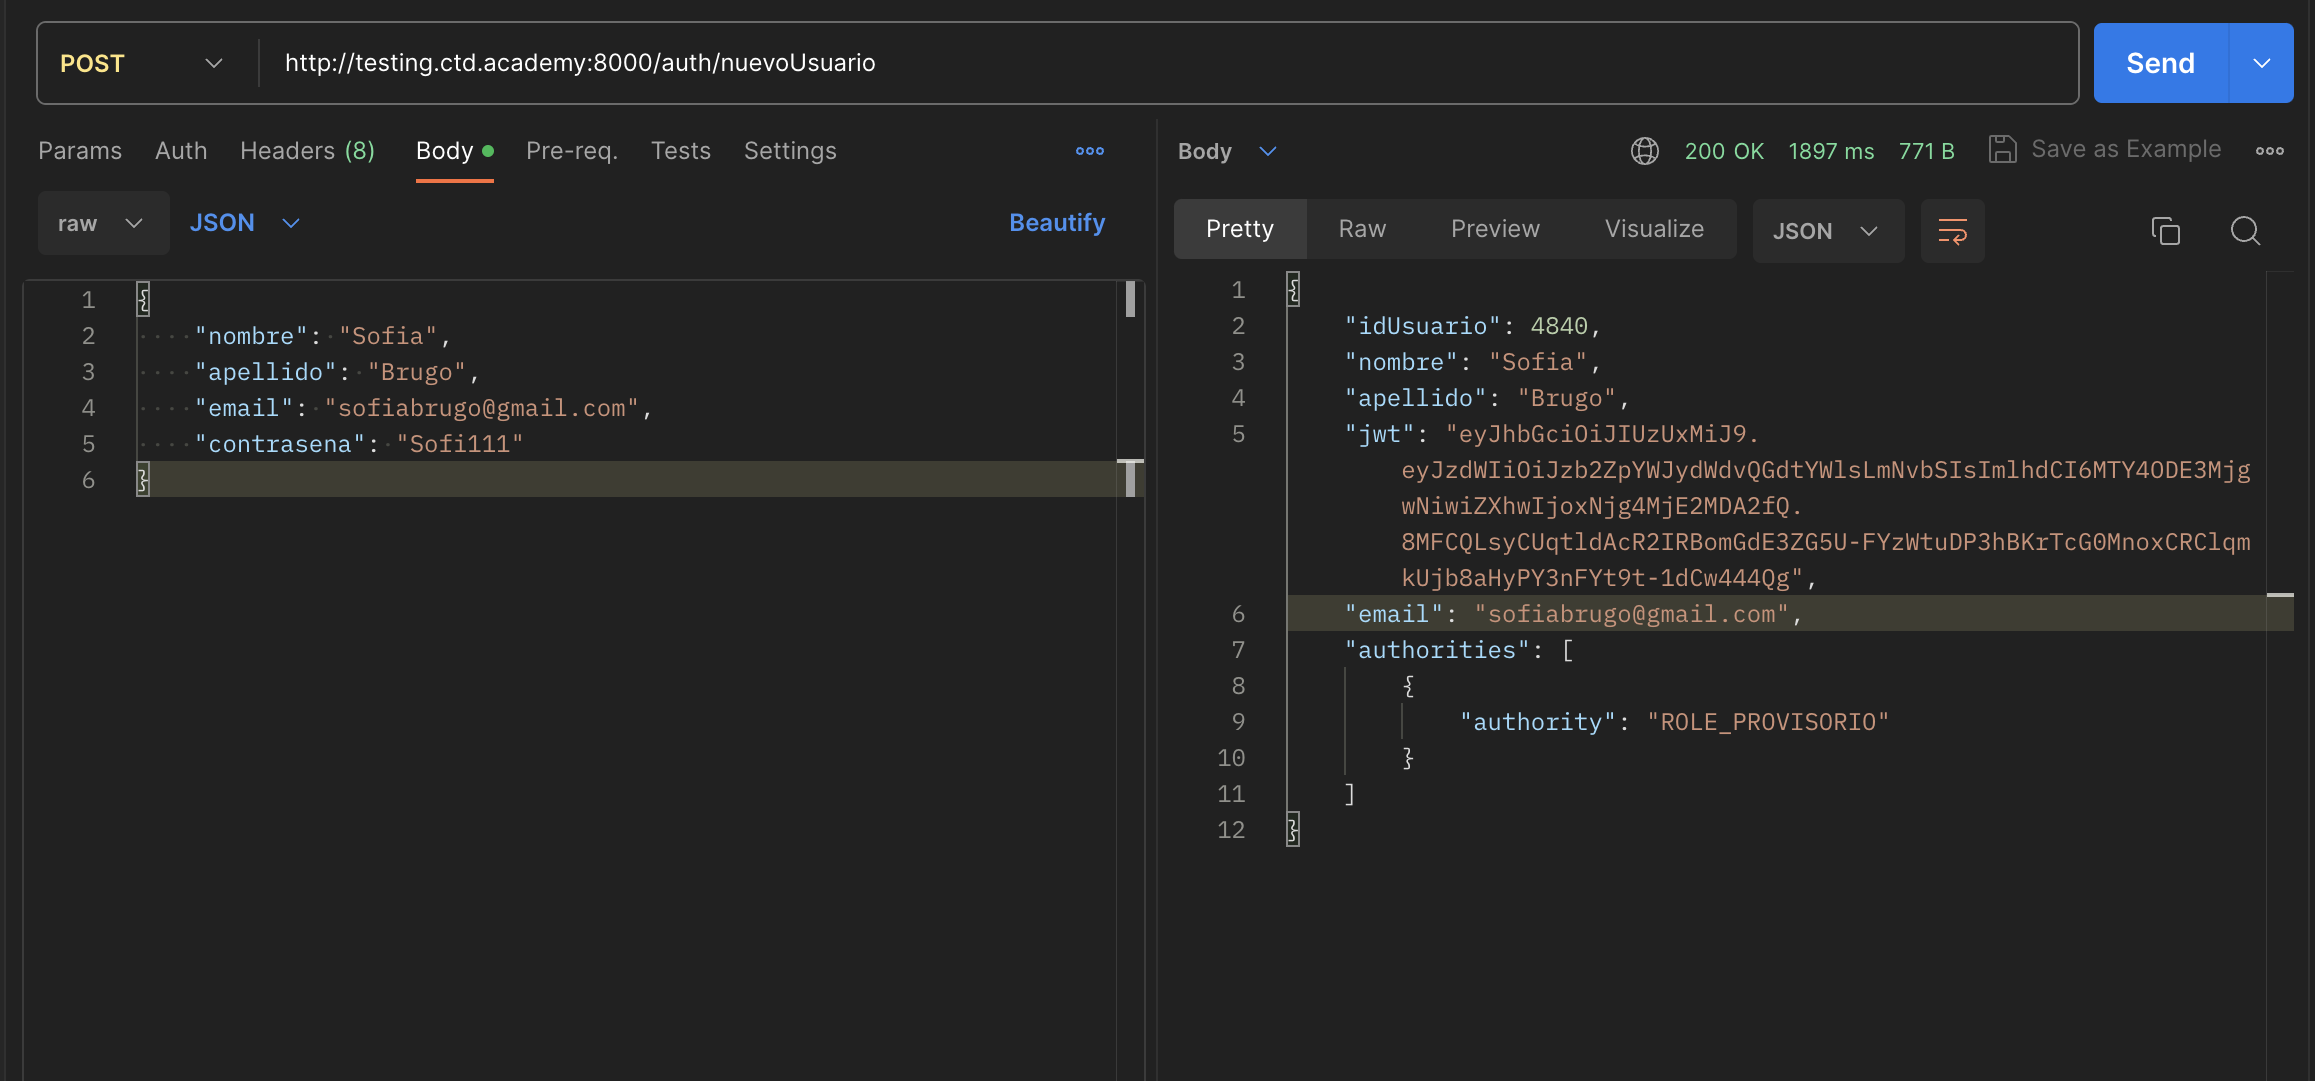 POST http://testing.ctd.academy:8000/auth/nuevoUsuario Send
Params Auth Headers (8) Body Pre-req. Tests Settings
raw JSON Beautify
1 {
2 "nombre": "Sofia",
3 "apellido": "Brugo",
4 "email": "sofiabrugo@gmail.com",
5 "contrasena": "Sofi111"
6 }
Body 200 OK 1897 ms 771 B Save as Example
Pretty Raw Preview Visualize JSON
1 {
2 "idUsuario": 4840,
3 "nombre": "Sofia",
4 "apellido": "Brugo",
5 "jwt": "eyJhbGciOiJIUzUxMiJ9.
eyJzdWIiOiJzb2ZpYWJydWdvQGdtYWlsLmNvbSIsImlhdCI6MTY4ODE3Mjg
wNiwiZXhwIjoxNjg4MjE2MDA2fQ.
8MFCQLsyCUqtldAcR2IRBomGdE3ZG5U-FYzWtuDP3hBKrTcG0MnoxCRClqm
kUjb8aHyPY3nFYt9t-1dCw444Qg",
6 "email": "sofiabrugo@gmail.com",
7 "authorities": [
8 {
9 "authority": "ROLE_PROVISORIO"
10 }
11 ]
12 }